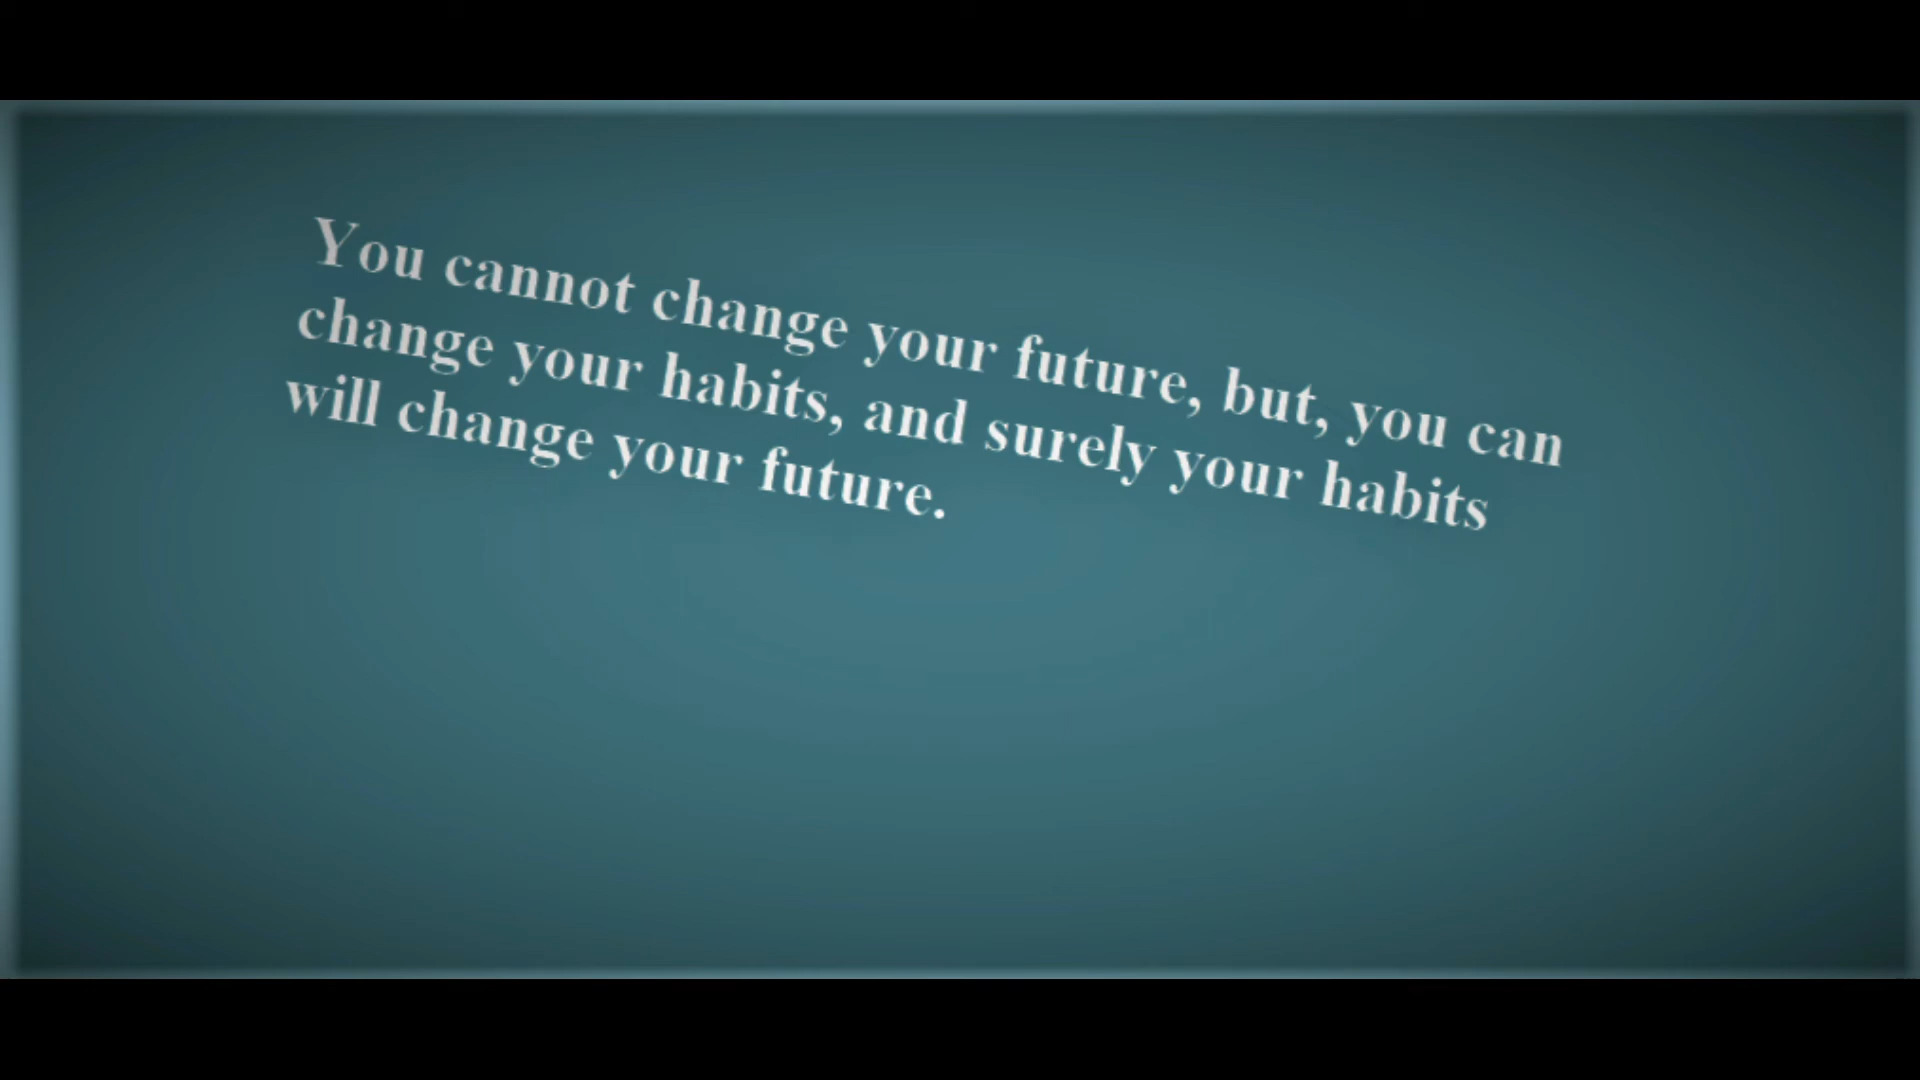 You cannot change your future, but, you can
change your habits, and surely your habits
will change your future.